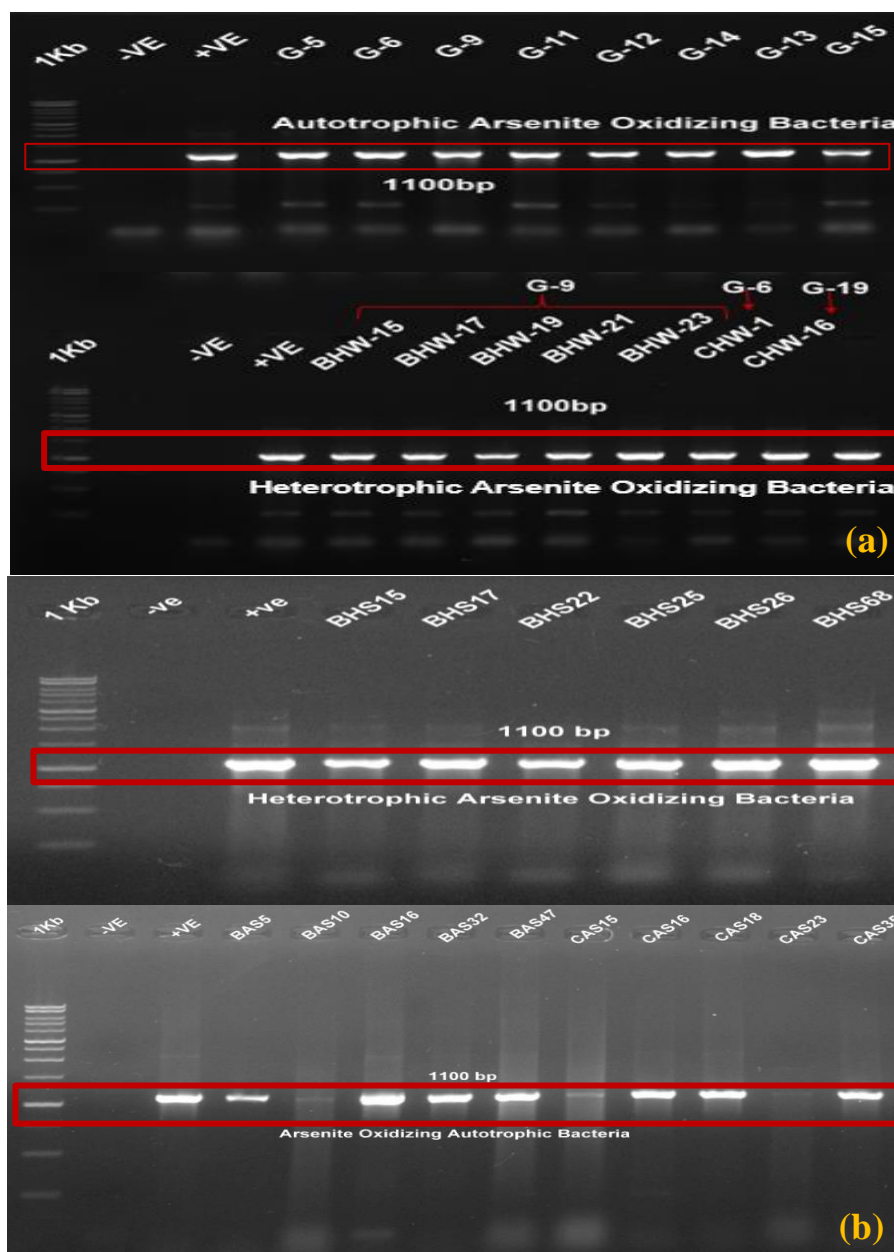 1Kb -VE +VE G-5 G-6 G-9 G-11 G-12 G-14 G-13 G-15
Autotrophic Arsenite Oxidizing Bacteria
1100bp
G-9 G-6 G-19
1Kb -VE +VE BHW-15 BHW-17 BHW-19 BHW-21 BHW-23 CHW-1 CHW-16
1100bp
Heterotrophic Arsenite Oxidizing Bacteria
(a)
1 Kb -ve +ve BHS15 BHS17 BHS22 BHS25 BHS26 BHS68
1100 bp
Heterotrophic Arsenite Oxidizing Bacteria
1Kb -VE +VE BAS5 BAS10 BAS16 BAS32 BAS47 CAS15 CAS16 CAS18 CAS23 CAS35
1100 bp
Arsenite Oxidizing Autotrophic Bacteria
(b)